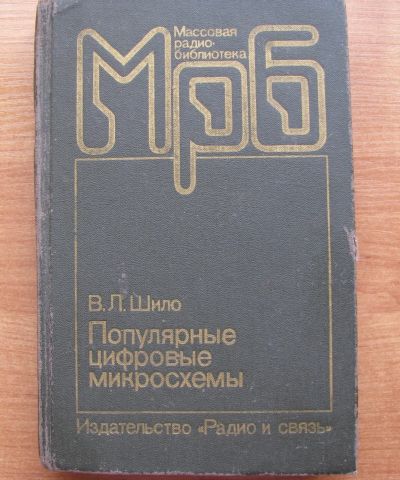 Массовая
радио-
библиотека
Мрб
В.Л.Шило
Популярные
цифровые
микросхемы
Издательство «Радио и связь»